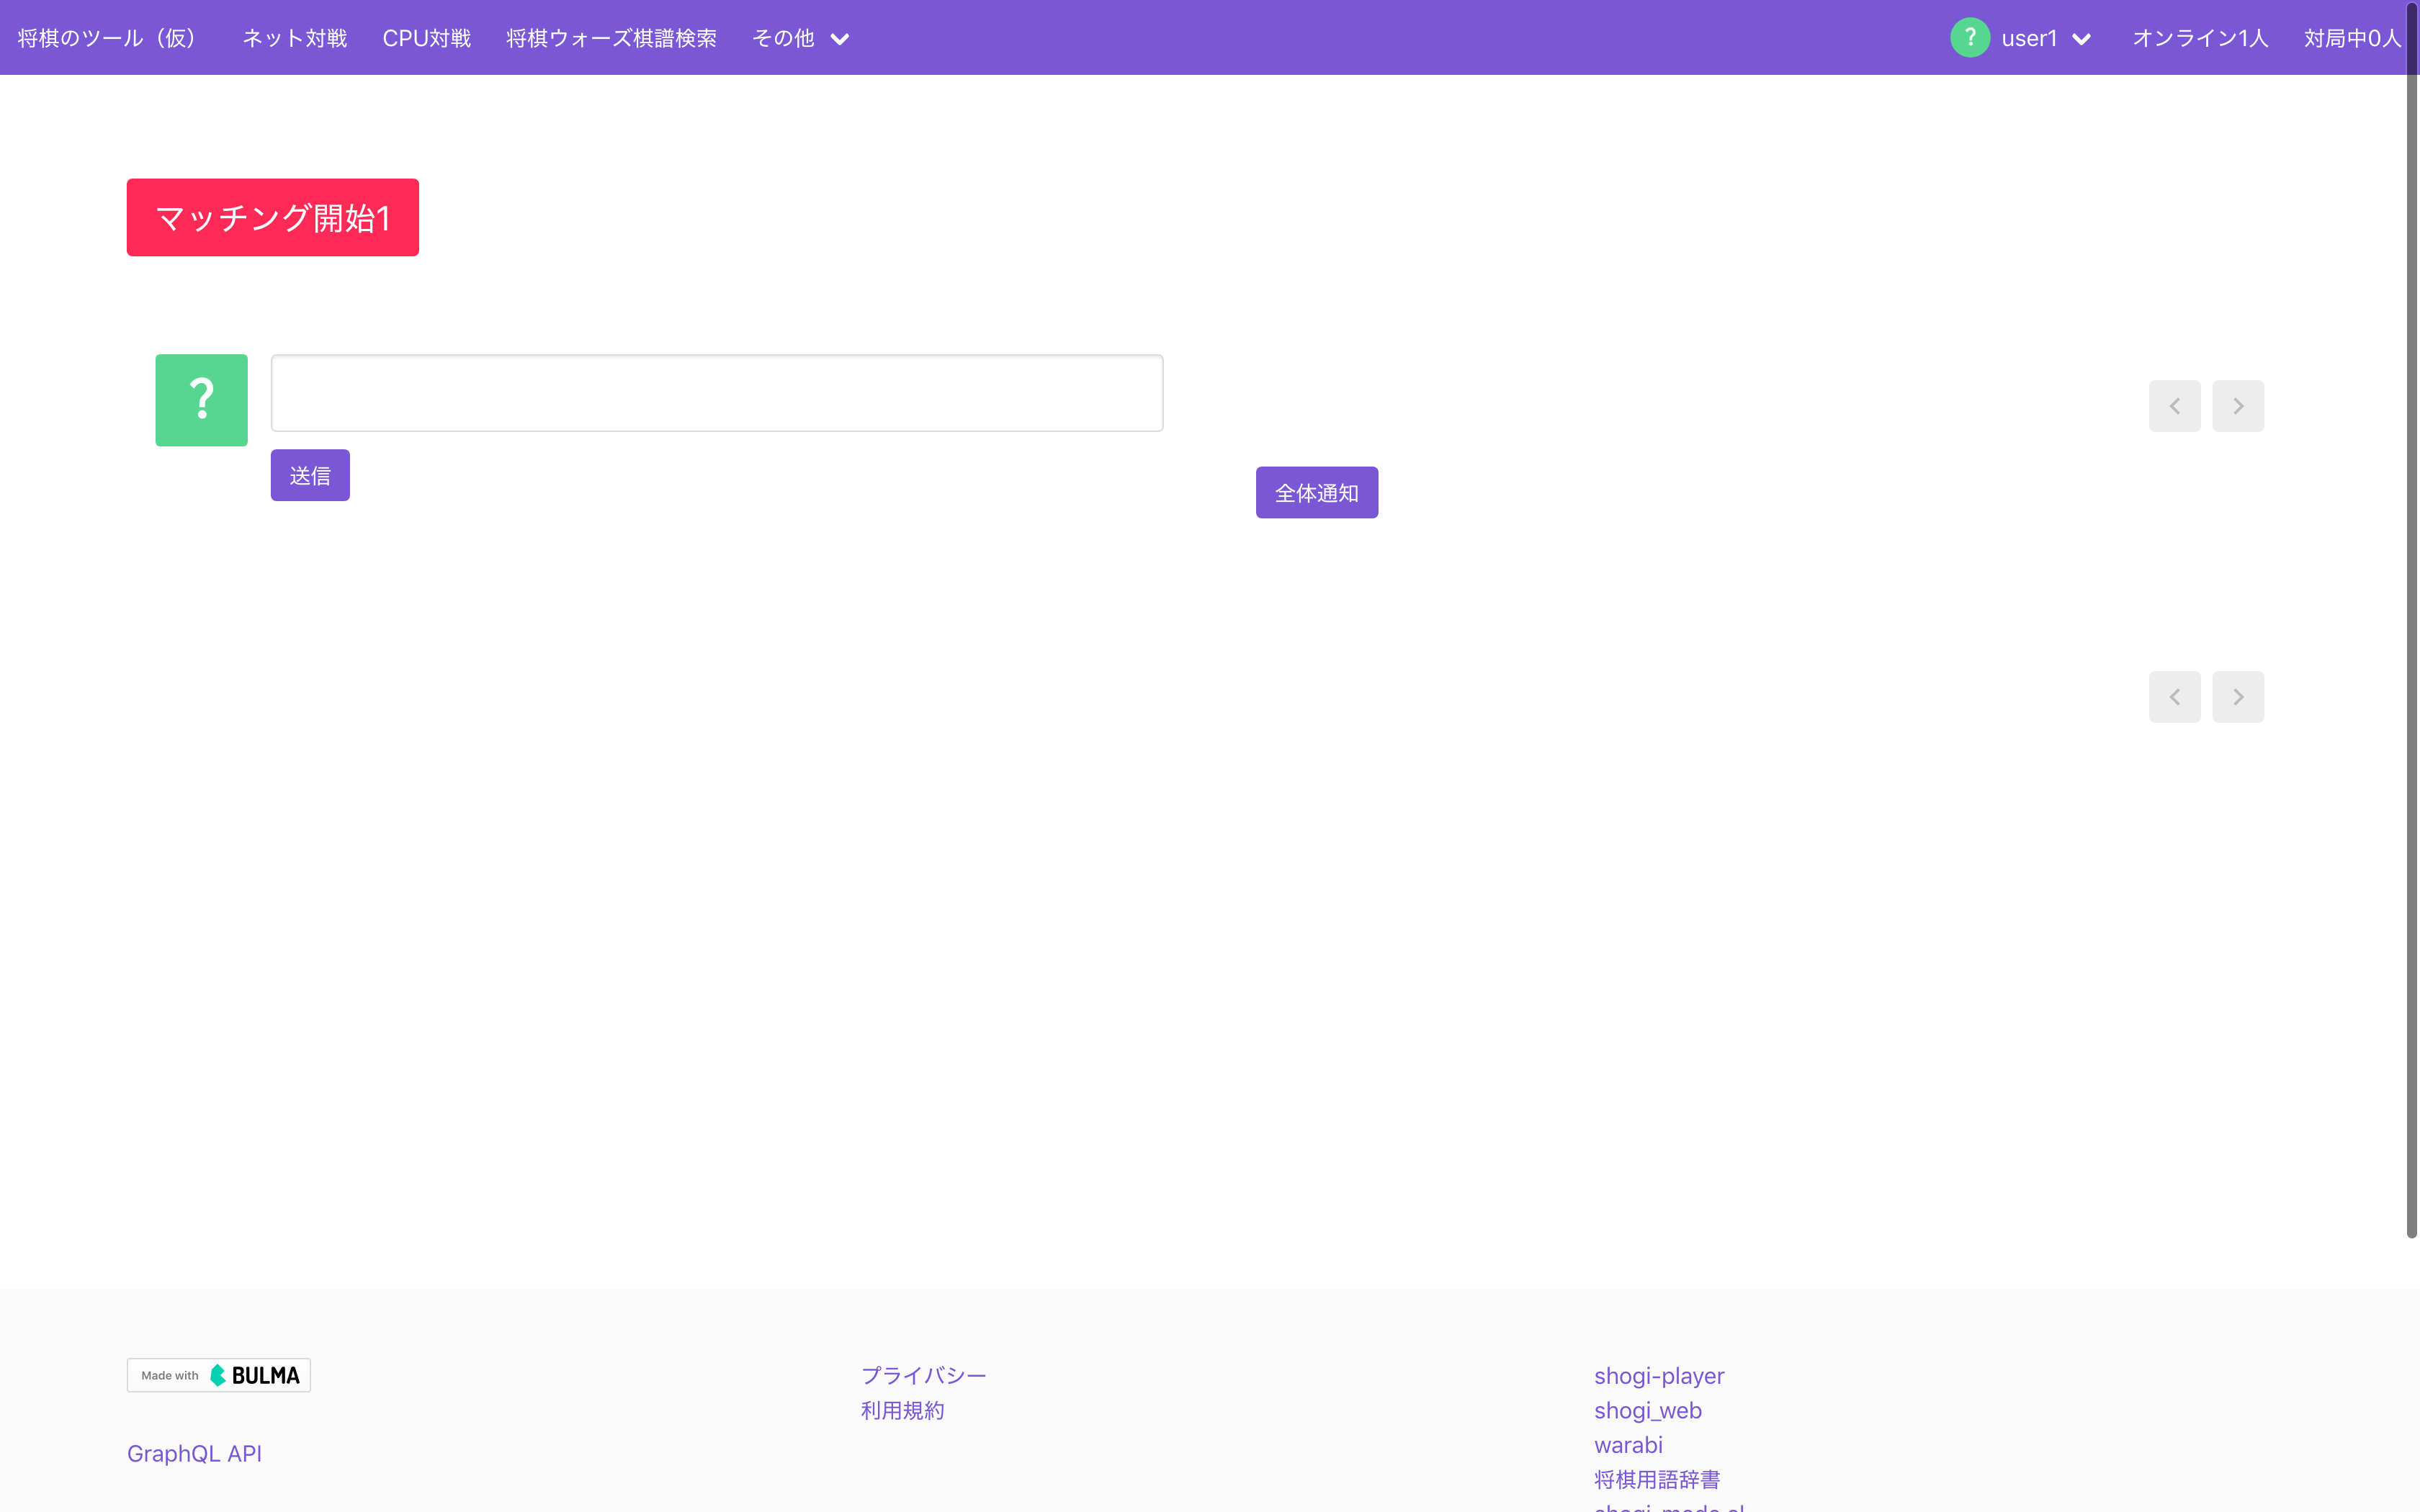 将棋のツール（仮） ネット対戦 CPU対戦 将棋ウォーズ棋譜検索 その他 ? user1 オンライン1人 対局中0人
マッチング開始1
?
送信
全体通知
Made with BULMA
GraphQL API
プライバシー
利用規約
shogi-player
shogi_web
warabi
将棋用語辞書